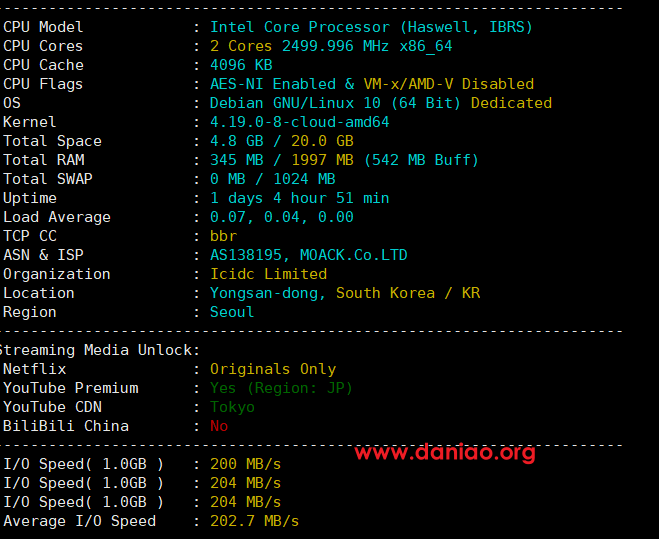 CPU Model : Intel Core Processor (Haswell, IBRS)
CPU Cores : 2 Cores 2499.996 MHz x86_64
CPU Cache : 4096 KB
CPU Flags : AES-NI Enabled & VM-x/AMD-V Disabled
OS : Debian GNU/Linux 10 (64 Bit) Dedicated
Kernel : 4.19.0-8-cloud-amd64
Total Space : 4.8 GB / 20.0 GB
Total RAM : 345 MB / 1997 MB (542 MB Buff)
Total SWAP : 0 MB / 1024 MB
Uptime : 1 days 4 hour 51 min
Load Average : 0.07, 0.04, 0.00
TCP CC : bbr
ASN & ISP : AS138195, MOACK.Co.LTD
Organization : Icidc Limited
Location : Yongsan-dong, South Korea / KR
Region : Seoul
Streaming Media Unlock:
Netflix : Originals Only
YouTube Premium : Yes (Region: JP)
YouTube CDN : Tokyo
BiliBili China : No
www.daniao.org
I/O Speed( 1.0GB ) : 200 MB/s
I/O Speed( 1.0GB ) : 204 MB/s
I/O Speed( 1.0GB ) : 204 MB/s
Average I/O Speed : 202.7 MB/s